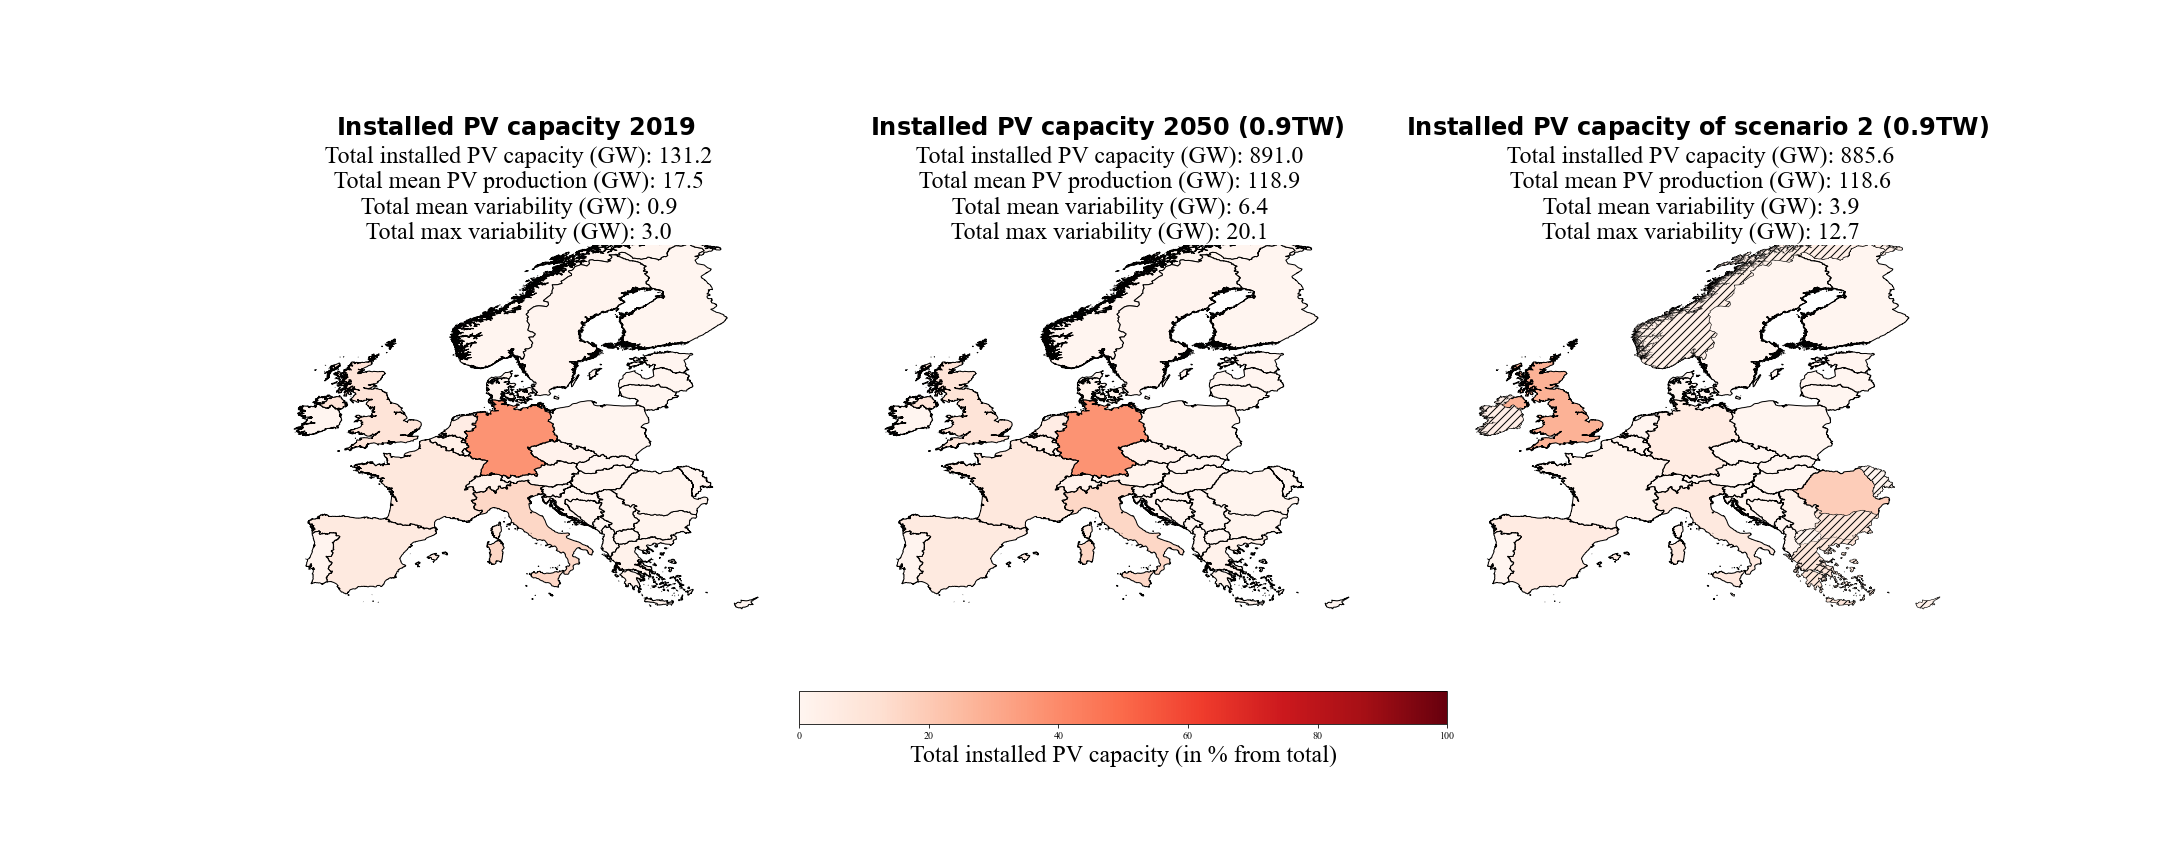 Installed PV capacity 2019
Total installed PV capacity (GW): 131.2
Total mean PV production (GW): 17.5
Total mean variability (GW): 0.9
Total max variability (GW): 3.0
Installed PV capacity 2050 (0.9TW)
Total installed PV capacity (GW): 891.0
Total mean PV production (GW): 118.9
Total mean variability (GW): 6.4
Total max variability (GW): 20.1
Installed PV capacity of scenario 2 (0.9TW)
Total installed PV capacity (GW): 885.6
Total mean PV production (GW): 118.6
Total mean variability (GW): 3.9
Total max variability (GW): 12.7
0 20 40 60 80 100
Total installed PV capacity (in % from total)